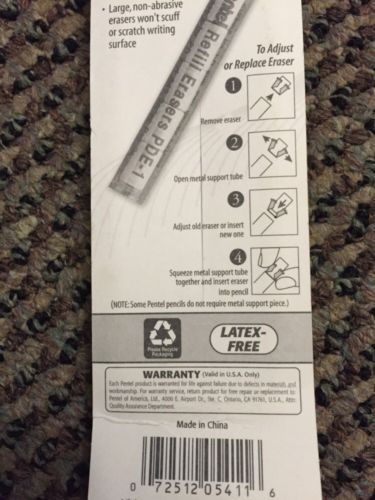 • Large, non-abrasive
erasers won't scuff
or scratch writing
surface
Refill Erasers PDE-1
To Adjust
or Replace Eraser
1
Remove eraser
2
Open metal support tube
3
Adjust old eraser or insert
new one
4
Squeeze metal support tube
together and insert eraser
into pencil
(NOTE: Some Pentel pencils do not require metal support piece.)
Please Recycle
Packaging
LATEX-
FREE
WARRANTY (Valid in U.S.A. Only)
Each Pentel product is warranted for life against failure due to defects in materials and
workmanship. For warranty service, return product for free repair or replacement to:
Pentel of America, Ltd., 4000 E. Airport Dr., Ste. C, Ontario, CA 91761, U.S.A., Attn:
Quality Assurance Department.
Made in China
0 72512 05411 6